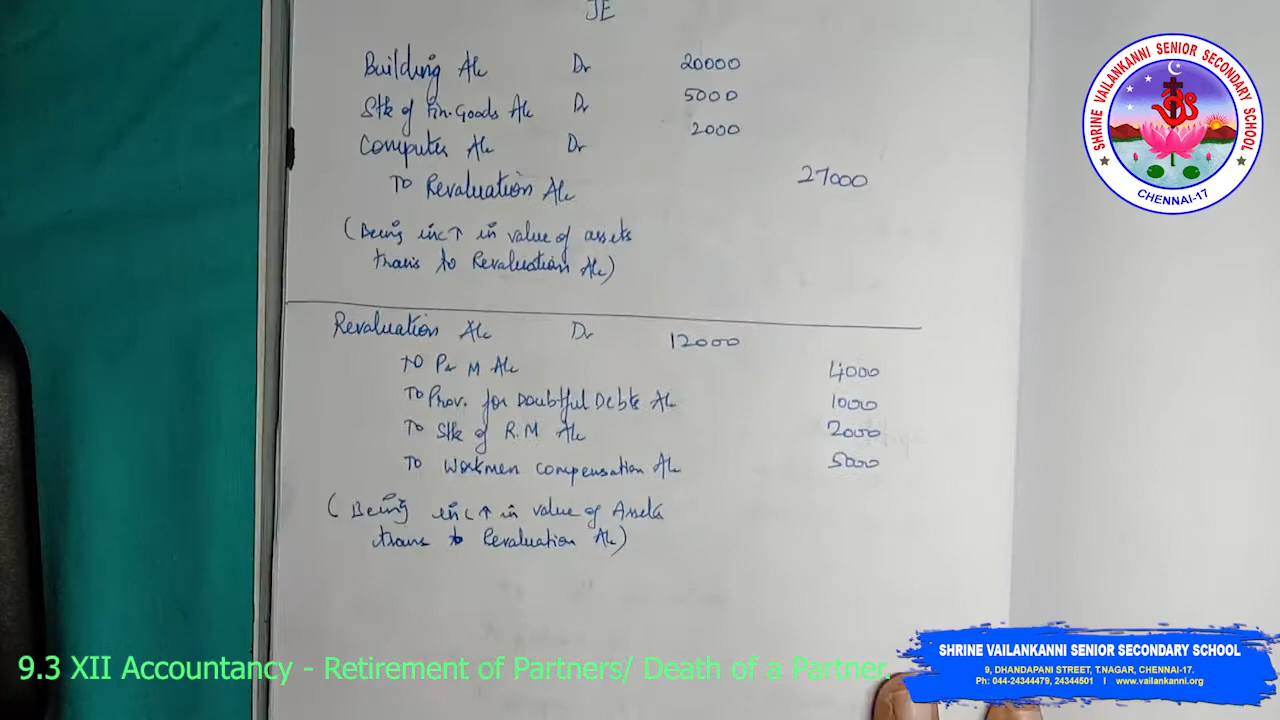 JE
Building A/c Dr 20000
Stk of Fin. Goods A/c Dr 5000
Computer A/c Dr 2000
To Revaluation A/c 27000
(Being inc↑ in value of assets
trans to Revaluation A/c)
Revaluation A/c Dr 12000
To P & M A/c 4000
To Prov. for Doubtful Debts A/c 1000
To Stk of R.M A/c 2000
To Workmen Compensation A/c 5000
(Being inc↑ in value of Assets
trans to Revaluation A/c)
SHRINE VAILANKANNI SENIOR SECONDARY SCHOOL
CHENNAI-17
9.3 XII Accountancy - Retirement of Partners/ Death of a Partner.
SHRINE VAILANKANNI SENIOR SECONDARY SCHOOL
9, DHANDAPANI STREET, T.NAGAR, CHENNAI-17.
Ph: 044-24344479, 24344501 I www.vailankanni.org